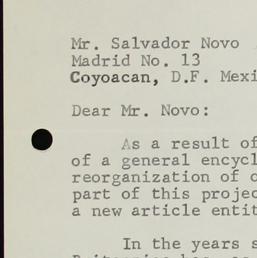 Mr. Salvador Novo
Madrid No. 13
Coyoacan, D.F. Mexi
Dear Mr. Novo:
As a result of
of a general encycl
reorganization of
part of this projec
a new article entit
In the years s